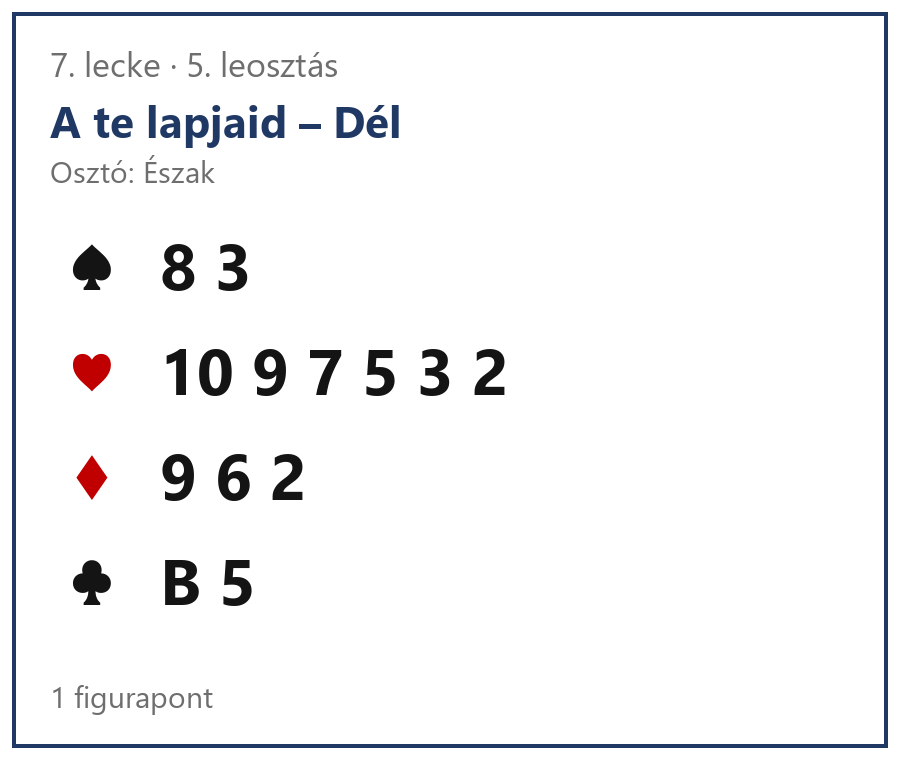 7. lecke · 5. leosztás
A te lapjaid – Dél
Osztó: Észak
♠ 8 3
♥ 10 9 7 5 3 2
♦ 9 6 2
♣ B 5
1 figurapont